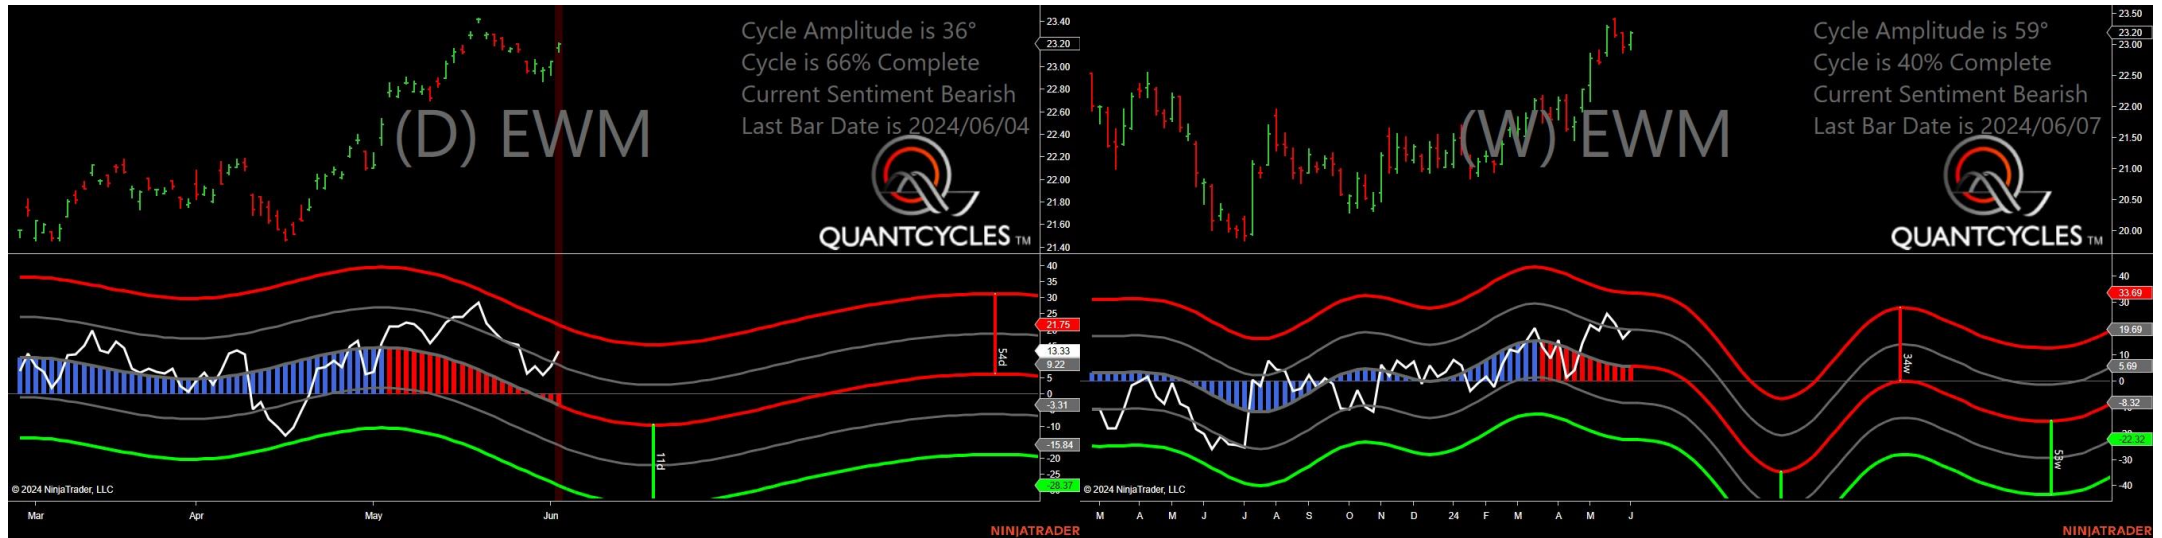 Cycle Amplitude is 36°
Cycle is 66% Complete
Current Sentiment Bearish
Last Bar Date is 2024/06/04
(D) EWM
QUANTCYCLES TM
23.40
23.20
23.00
22.80
22.60
22.40
22.20
22.00
21.80
21.60
21.40
40
35
30
25
21.75
13.33
9.22
5
0
-3.31
-10
-15.84
-20
-25
-28.37
54d
11d
© 2024 NinjaTrader, LLC
Mar Apr May Jun
NINJATRADER
Cycle Amplitude is 59°
Cycle is 40% Complete
Current Sentiment Bearish
Last Bar Date is 2024/06/07
(W) EWM
QUANTCYCLES TM
23.50
23.20
23.00
22.50
22.00
21.50
21.00
20.50
20.00
40
33.69
30
19.69
10
5.69
0
-8.32
-22.32
-30
-40
34w
53w
© 2024 NinjaTrader, LLC
M A M J J A S O N D 24 F M A M J
NINJATRADER